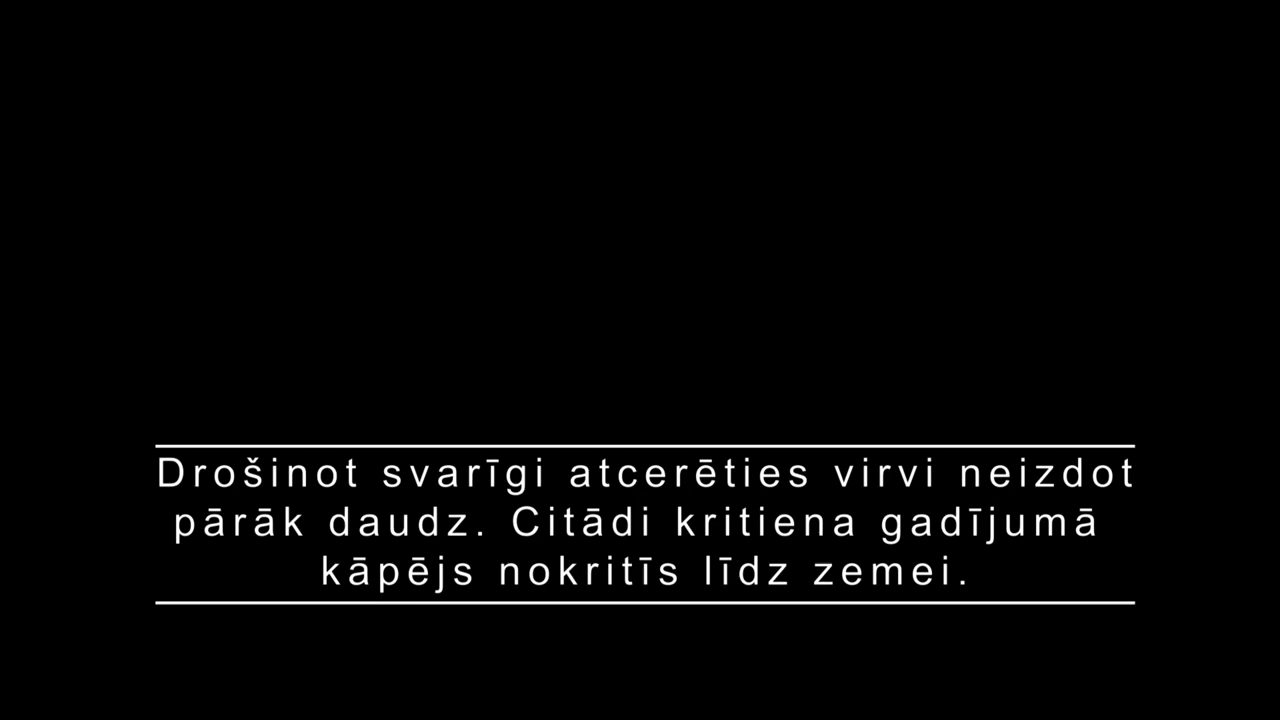 Drošinot svarīgi atcerēties virvi neizdot
pārāk daudz. Citādi kritiena gadījumā
kāpējs nokritīs līdz zemei.